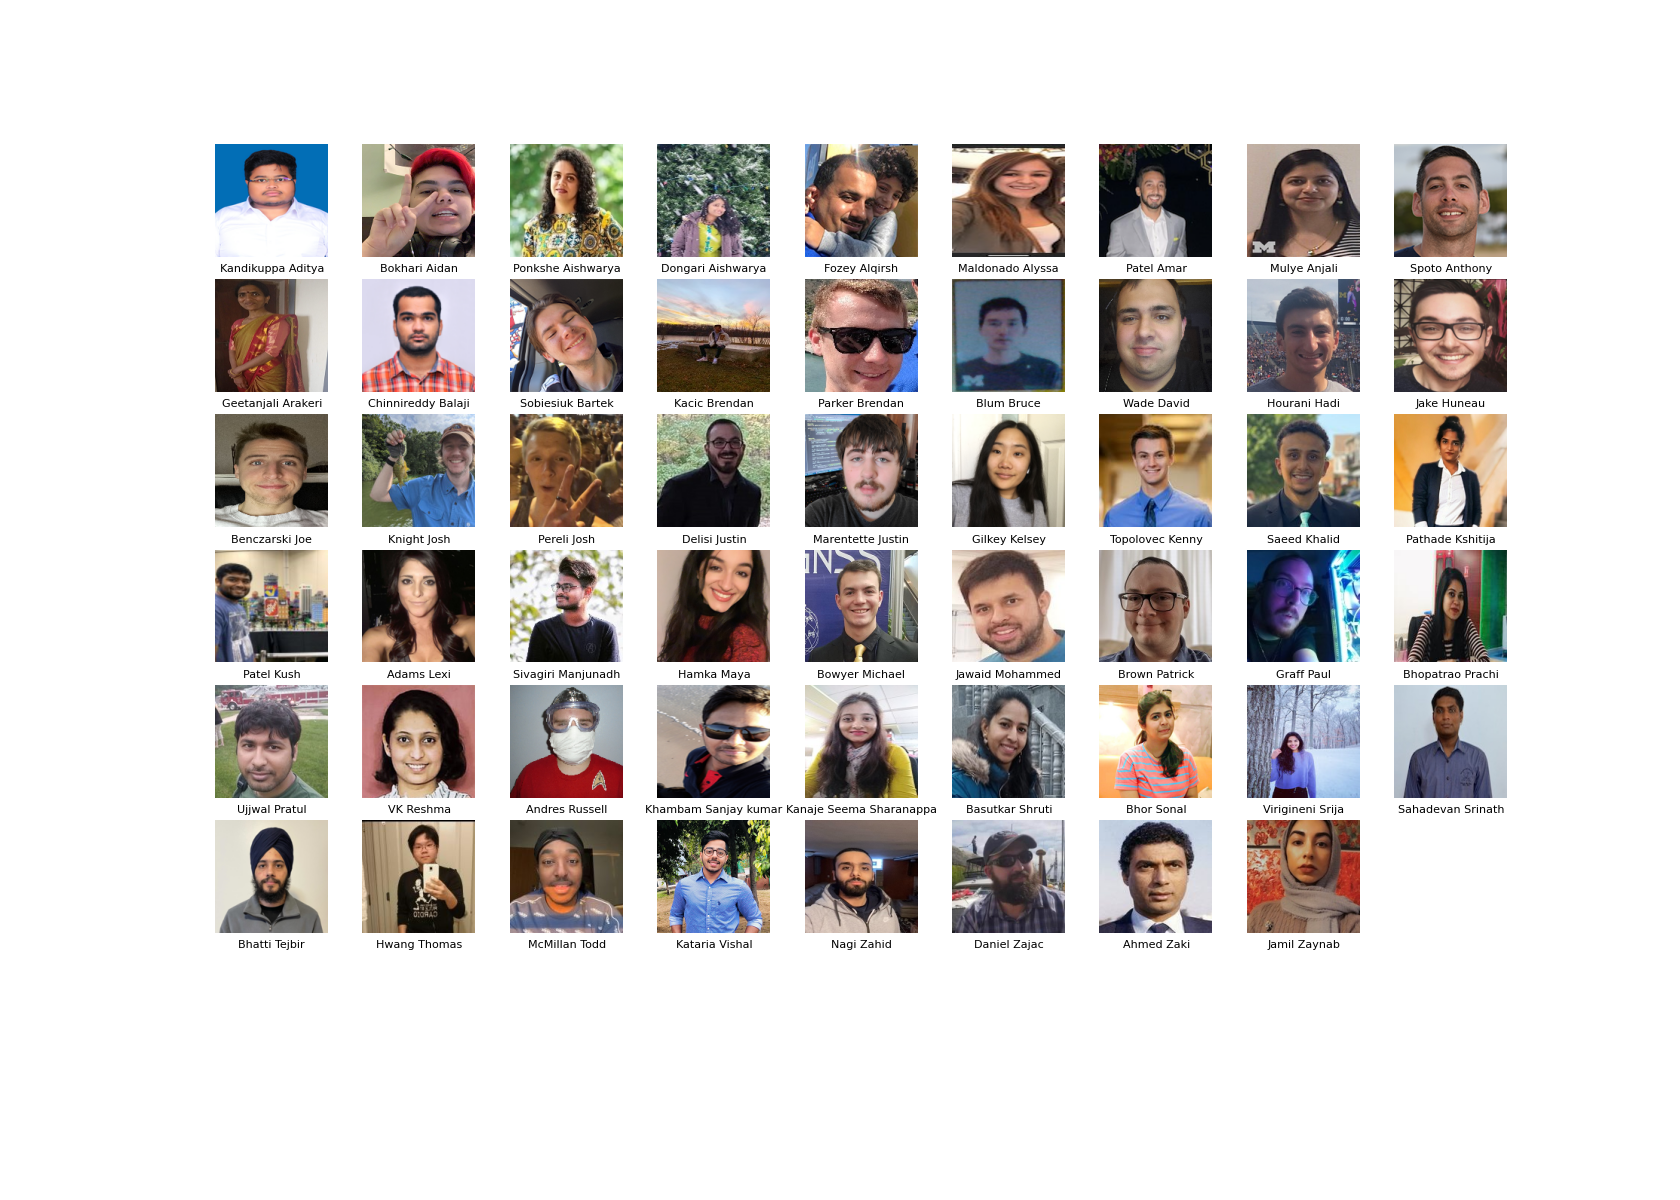 Kandikuppa Aditya
Bokhari Aidan
Ponkshe Aishwarya
Dongari Aishwarya
Fozey Alqirsh
Maldonado Alyssa
Patel Amar
M
Mulye Anjali
Spoto Anthony
Geetanjali Arakeri
Chinnireddy Balaji
Sobiesiuk Bartek
Kacic Brendan
Parker Brendan
M
Blum Bruce
Wade David
Hourani Hadi
Jake Huneau
Benczarski Joe
Knight Josh
Pereli Josh
Delisi Justin
Marentette Justin
Gilkey Kelsey
Topolovec Kenny
Saeed Khalid
Pathade Kshitija
Patel Kush
Adams Lexi
Sivagiri Manjunadh
Hamka Maya
Bowyer Michael
Jawaid Mohammed
Brown Patrick
Graff Paul
Bhopatrao Prachi
Ujjwal Pratul
VK Reshma
Andres Russell
Khambam Sanjay kumar
Kanaje Seema Sharanappa
Basutkar Shruti
Bhor Sonal
Virigineni Srija
Sahadevan Srinath
Bhatti Tejbir
Hwang Thomas
McMillan Todd
Kataria Vishal
Nagi Zahid
Daniel Zajac
Ahmed Zaki
Jamil Zaynab